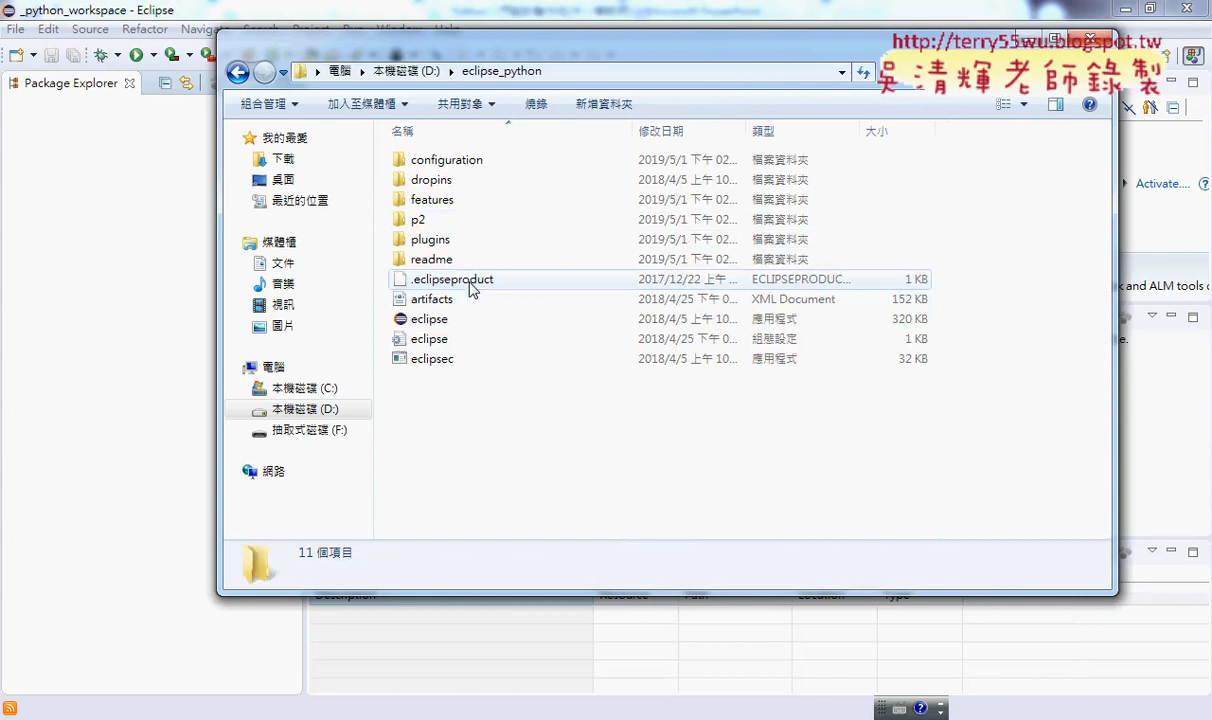 _python_workspace - Eclipse
File Edit Source Refactor
http://terry55wu.blogspot.tw
吳清輝老師錄製
Package Explorer
電腦 本機磁碟 (D:) eclipse_python
組合管理 加入至媒體櫃 共用對象 燒錄 新增資料夾
名稱 修改日期 類型 大小
我的最愛
下載
桌面
最近的位置
媒體櫃
文件
音樂
視訊
圖片
電腦
本機磁碟 (C:)
本機磁碟 (D:)
抽取式磁碟 (F:)
網路
configuration 2019/5/1 下午 02... 檔案資料夾
dropins 2018/4/5 上午 10... 檔案資料夾
features 2019/5/1 下午 02... 檔案資料夾
p2 2019/5/1 下午 02... 檔案資料夾
plugins 2019/5/1 下午 02... 檔案資料夾
readme 2019/5/1 下午 02... 檔案資料夾
.eclipseproduct 2017/12/22 上午 ... ECLIPSEPRODUC... 1 KB
artifacts 2018/4/25 下午 0... XML Document 152 KB
eclipse 2018/4/5 上午 10... 應用程式 320 KB
eclipse 2018/4/25 下午 0... 組態設定 1 KB
eclipsec 2018/4/5 上午 10... 應用程式 32 KB
11 個項目
Activate....
and ALM tools